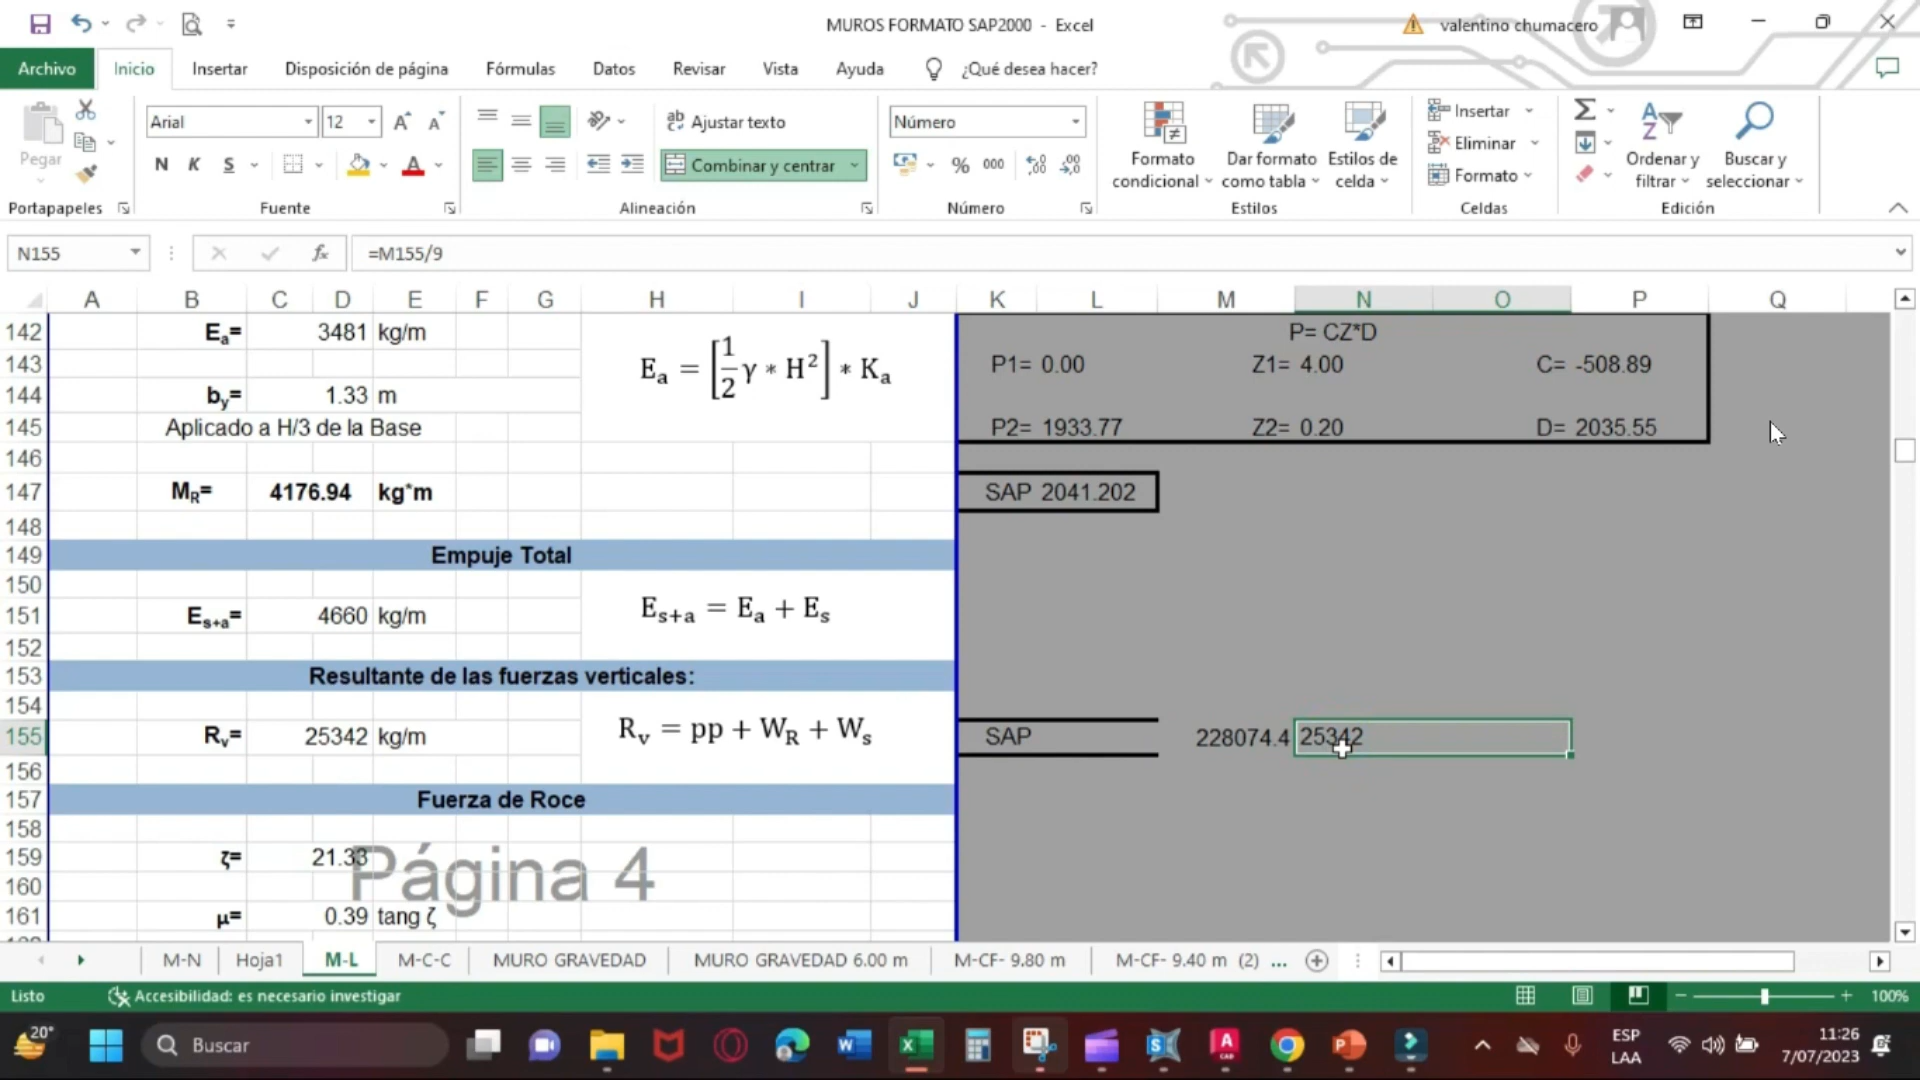 MUROS FORMATO SAP2000 - Excel
valentino chumacero
Archivo Inicio Insertar Disposición de página Fórmulas Datos Revisar Vista Ayuda ¿Qué desea hacer?
Pegar
Arial 12
Ajustar texto
N K S
Combinar y centrar
Número
% 000
Formato condicional
Dar formato como tabla
Estilos de celda
Insertar
Eliminar
Formato
Ordenar y filtrar
Buscar y seleccionar
Portapapeles Fuente Alineación Número Estilos Celdas Edición
N155 fx =M155/9
A B C D E F G H I J K L M N O P Q
142 Ea= 3481 kg/m P= CZ*D
143 Ea = [1/2 γ * H²] * Ka P1= 0.00 Z1= 4.00 C= -508.89
144 by= 1.33 m
145 Aplicado a H/3 de la Base P2= 1933.77 Z2= 0.20 D= 2035.55
146
147 MR= 4176.94 kg*m SAP 2041.202
148
149 Empuje Total
150
151 Es+a= 4660 kg/m Es+a = Ea + Es
152
153 Resultante de las fuerzas verticales:
154
155 Rv= 25342 kg/m Rv = pp + WR + Ws SAP 228074.4 25342
156
157 Fuerza de Roce
158
159 ζ= 21.33
Página 4
160
161 μ= 0.39 tang ζ
M-N Hoja1 M-L M-C-C MURO GRAVEDAD MURO GRAVEDAD 6.00 m M-CF- 9.80 m M-CF- 9.40 m (2) ...
Listo Accesibilidad: es necesario investigar 100%
20° Buscar ESP LAA 11:26 7/07/2023